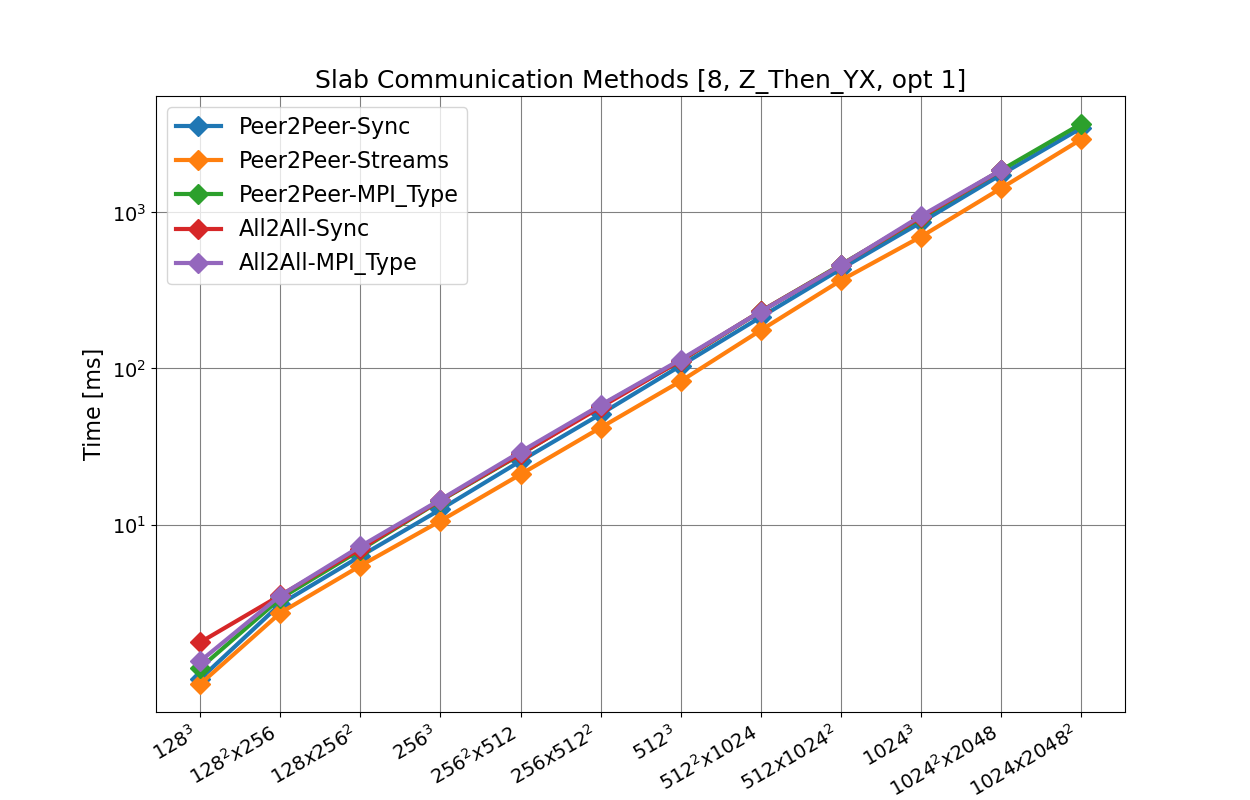 Slab Communication Methods [8, Z_Then_YX, opt 1]
Peer2Peer-Sync
Peer2Peer-Streams
Peer2Peer-MPI_Type
All2All-Sync
All2All-MPI_Type
Time [ms]
10³
10²
10¹
128³
128²x256
128x256²
256³
256²x512
256x512²
512³
512²x1024
512x1024²
1024³
1024²x2048
1024x2048²